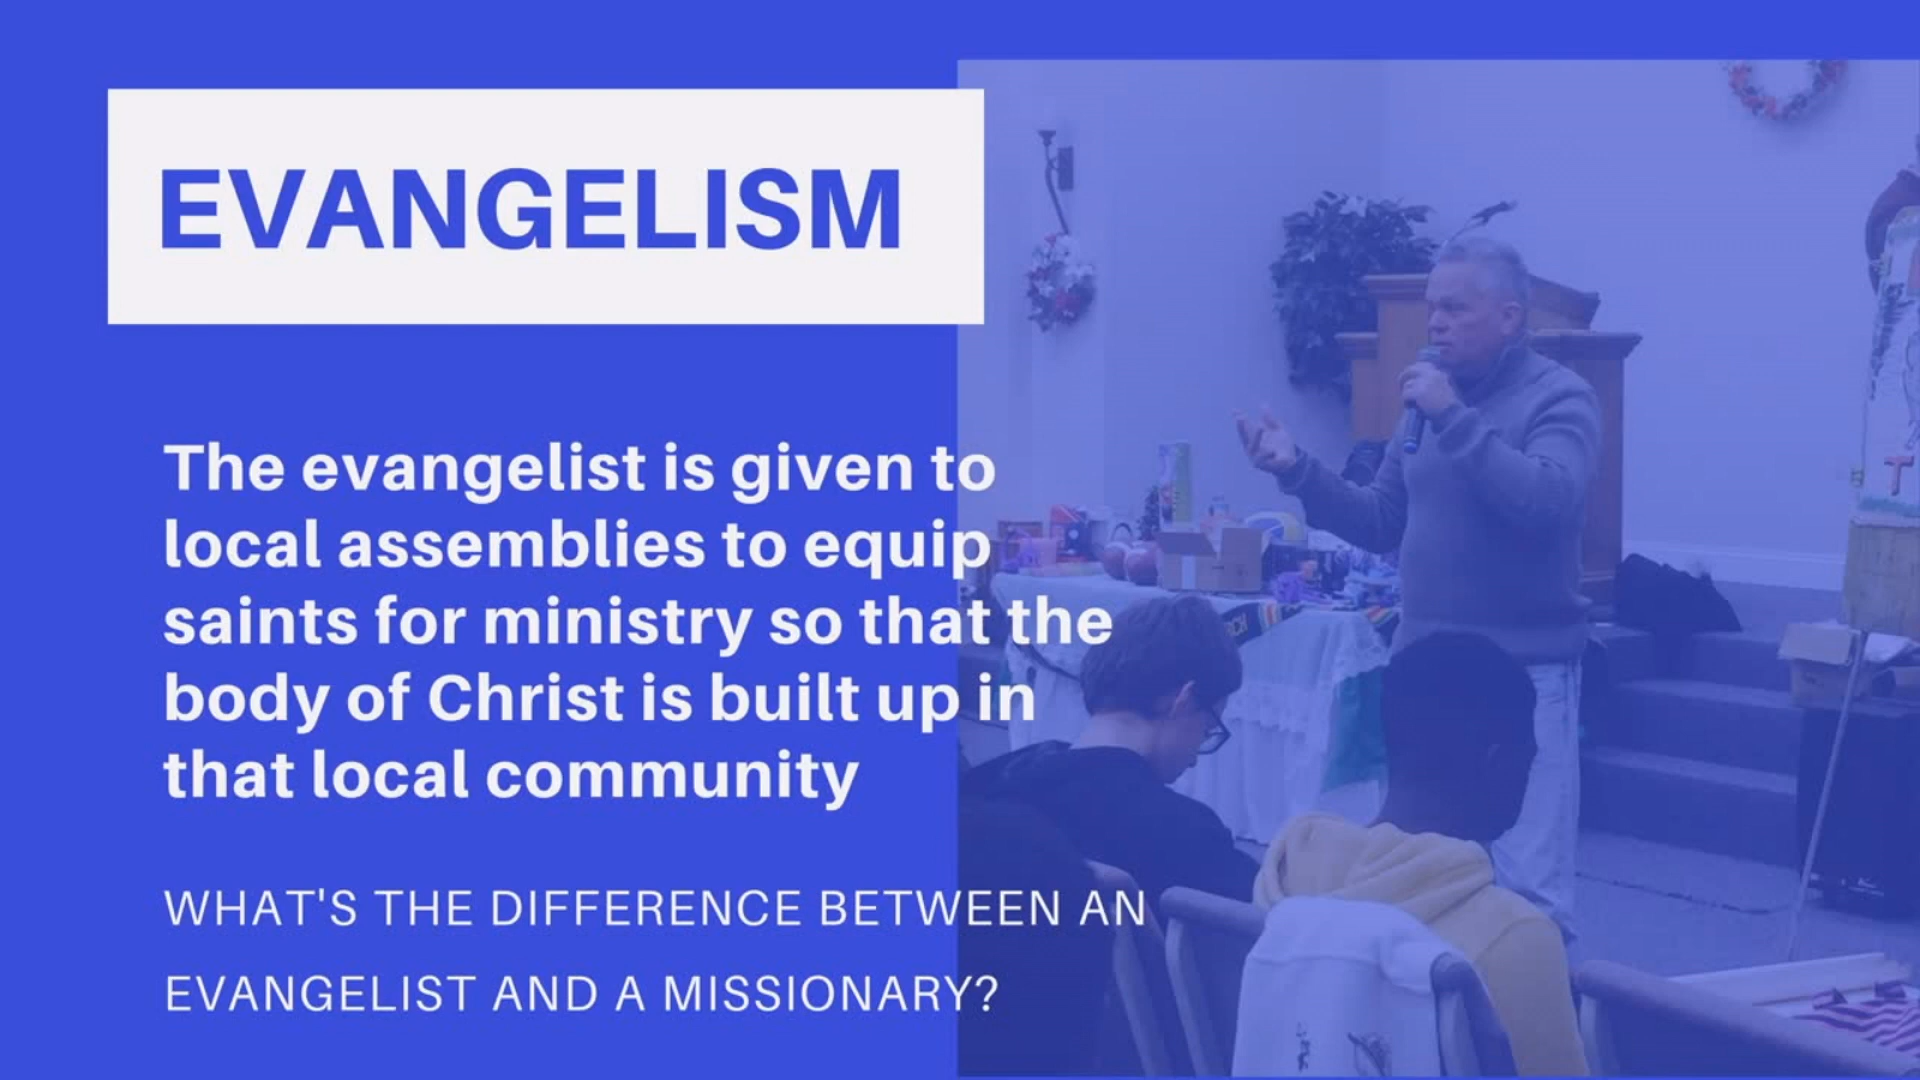 EVANGELISM
The evangelist is given to
local assemblies to equip
saints for ministry so that the
body of Christ is built up in
that local community
WHAT'S THE DIFFERENCE BETWEEN AN
EVANGELIST AND A MISSIONARY?